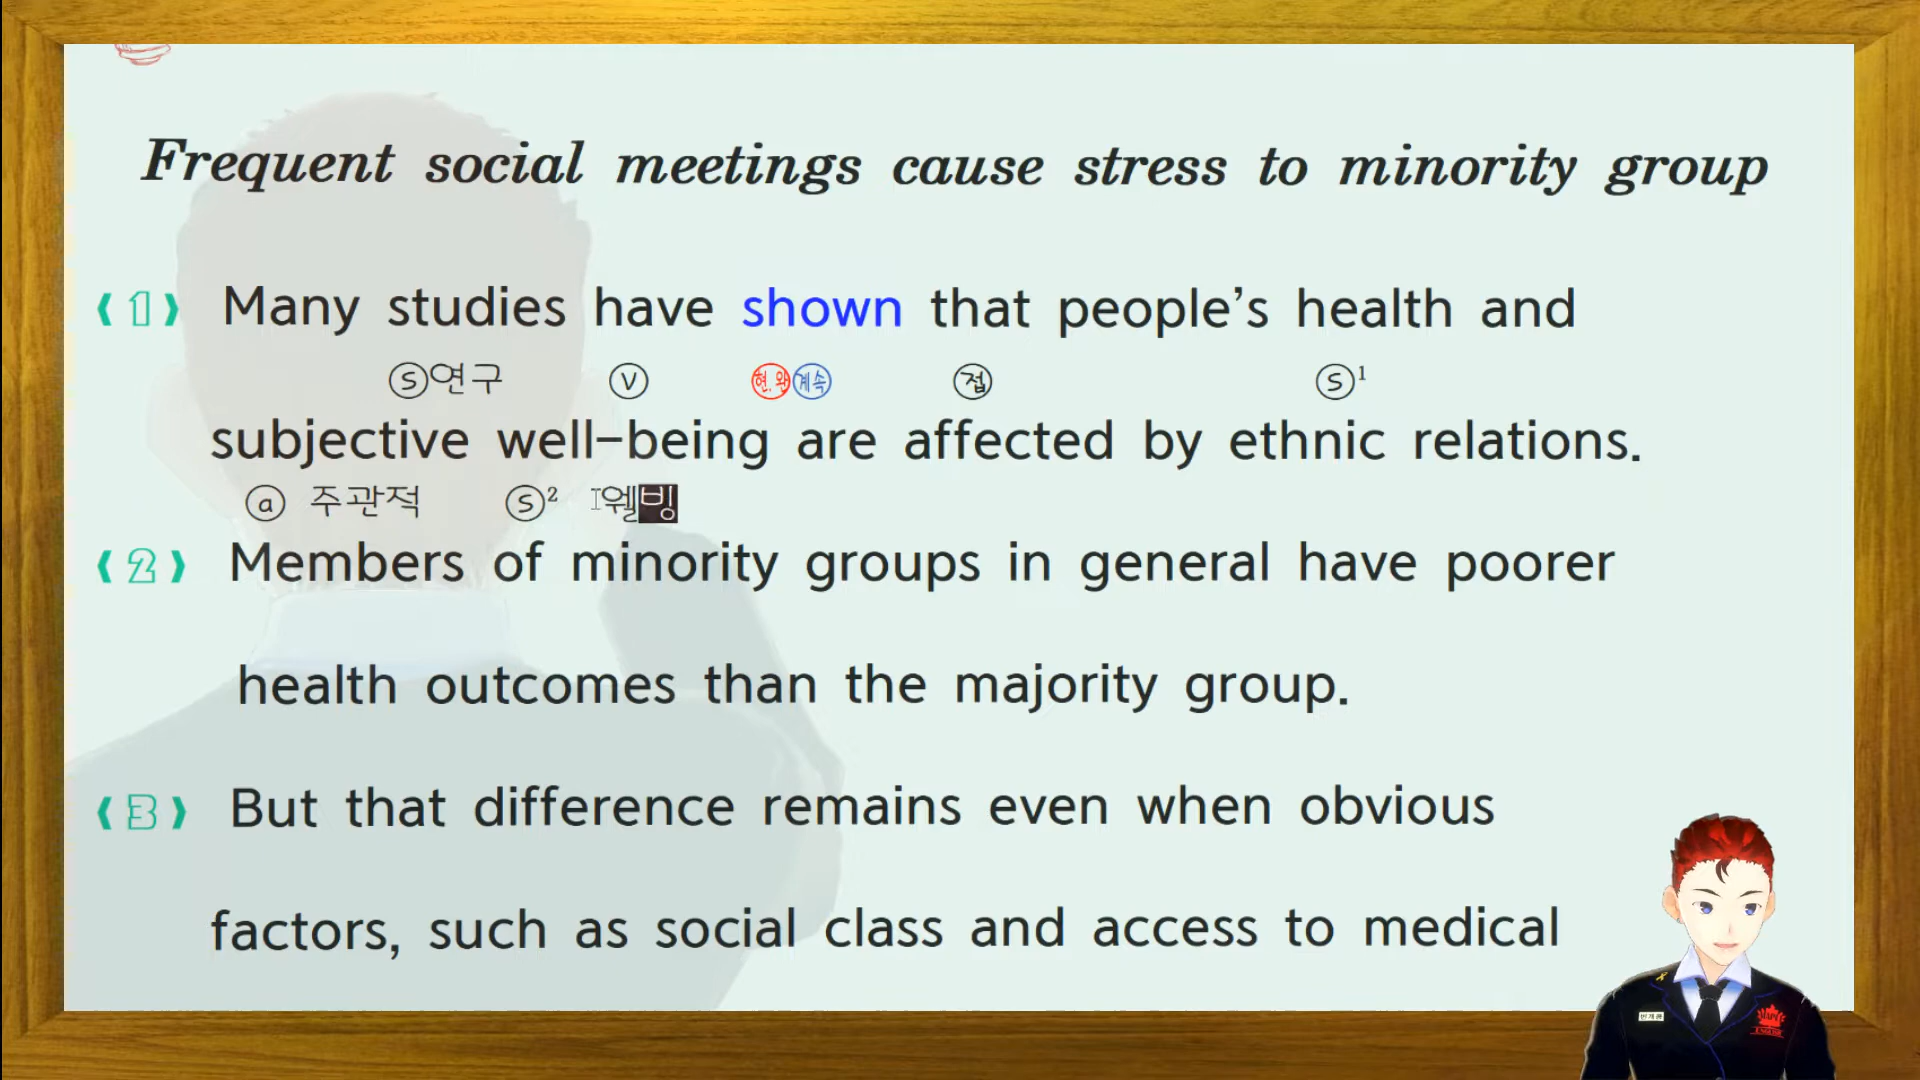 Frequent social meetings cause stress to minority group
❨1❩ Many studies have shown that people's health and
ⓢ연구 ⓥ 현.완 계속 접 ⓢ¹
subjective well-being are affected by ethnic relations.
ⓐ 주관적 ⓢ² 웰빙
❨2❩ Members of minority groups in general have poorer
health outcomes than the majority group.
❨3❩ But that difference remains even when obvious
factors, such as social class and access to medical